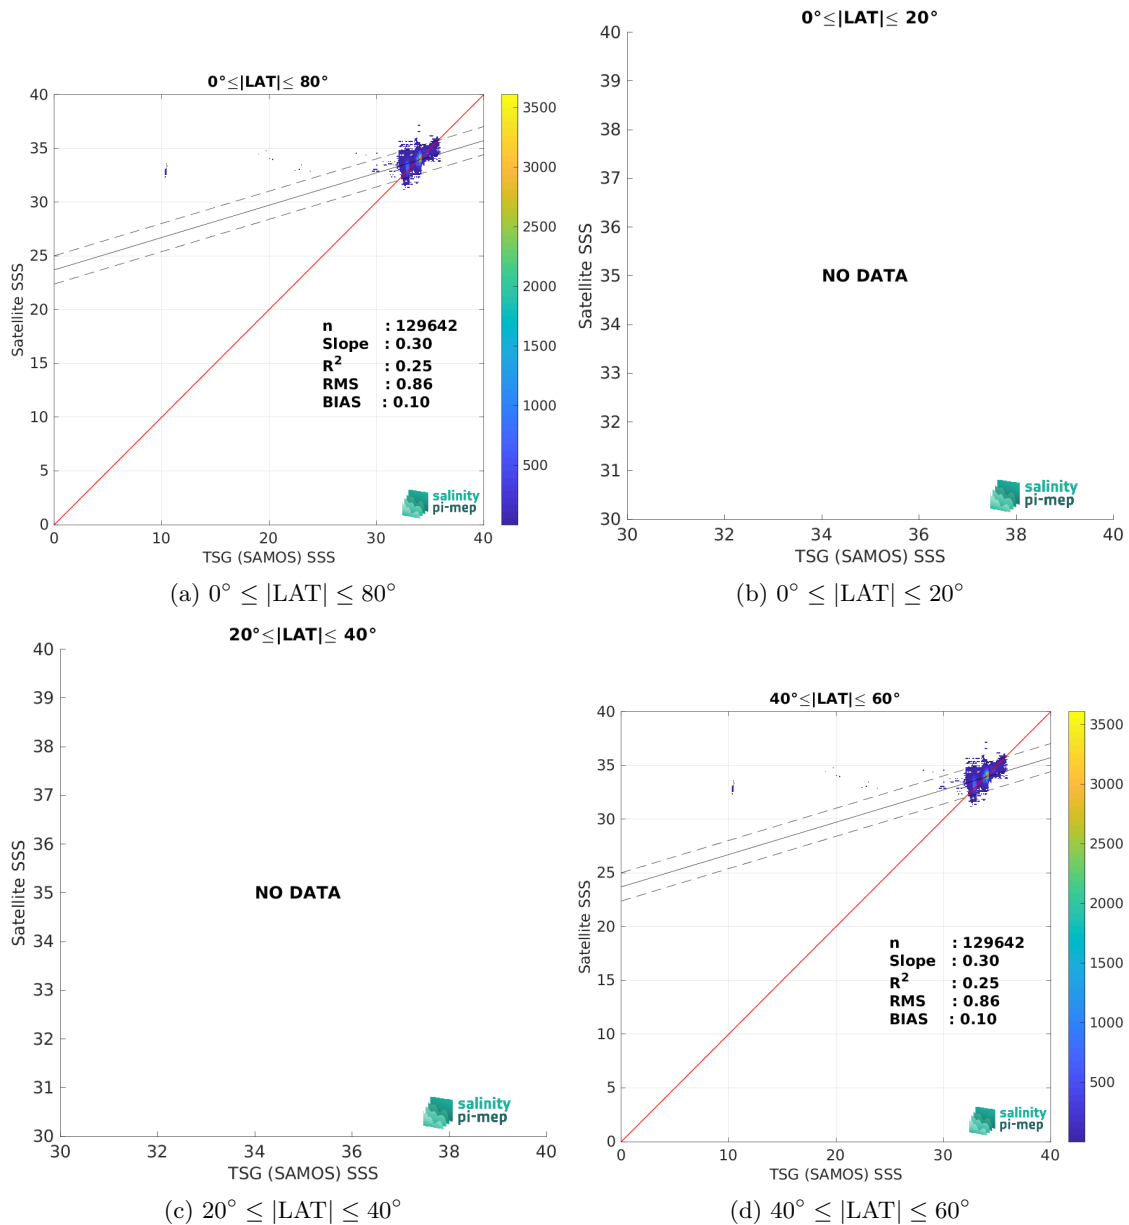 0°≤|LAT|≤ 80°
40
35
30
25
20
15
10
5
0
Satellite SSS
n : 129642
Slope : 0.30
R² : 0.25
RMS : 0.86
BIAS : 0.10
salinity
pi-mep
0 10 20 30 40
TSG (SAMOS) SSS
3500
3000
2500
2000
1500
1000
500
(a) 0° ≤ |LAT| ≤ 80°
0°≤|LAT|≤ 20°
40
39
38
37
36
35
34
33
32
31
30
Satellite SSS
NO DATA
salinity
pi-mep
30 32 34 36 38 40
TSG (SAMOS) SSS
(b) 0° ≤ |LAT| ≤ 20°
20°≤|LAT|≤ 40°
40
39
38
37
36
35
34
33
32
31
30
Satellite SSS
NO DATA
salinity
pi-mep
30 32 34 36 38 40
TSG (SAMOS) SSS
(c) 20° ≤ |LAT| ≤ 40°
40°≤|LAT|≤ 60°
40
35
30
25
20
15
10
5
0
Satellite SSS
n : 129642
Slope : 0.30
R² : 0.25
RMS : 0.86
BIAS : 0.10
salinity
pi-mep
0 10 20 30 40
TSG (SAMOS) SSS
3500
3000
2500
2000
1500
1000
500
(d) 40° ≤ |LAT| ≤ 60°